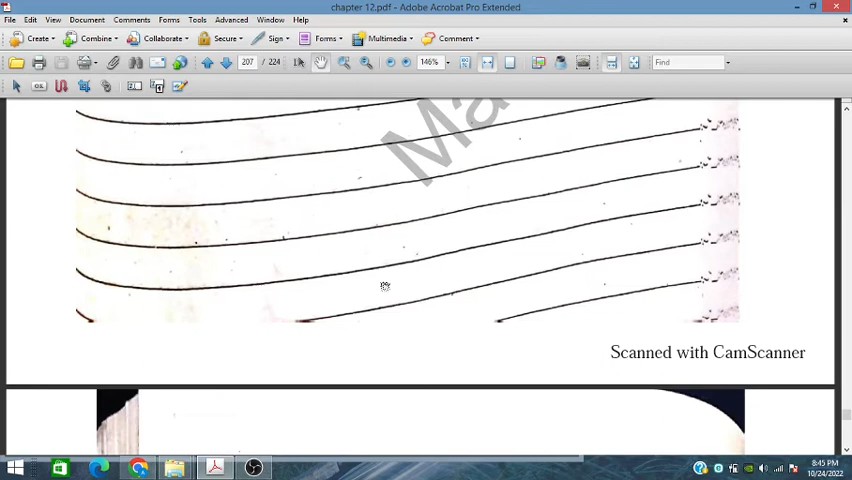 chapter 12.pdf - Adobe Acrobat Pro Extended
File Edit View Document Comments Forms Tools Advanced Window Help
Create Combine Collaborate Secure Sign Forms Multimedia Comment
207 / 224 146% Find
Ma
Scanned with CamScanner
8:45 PM
10/24/2022